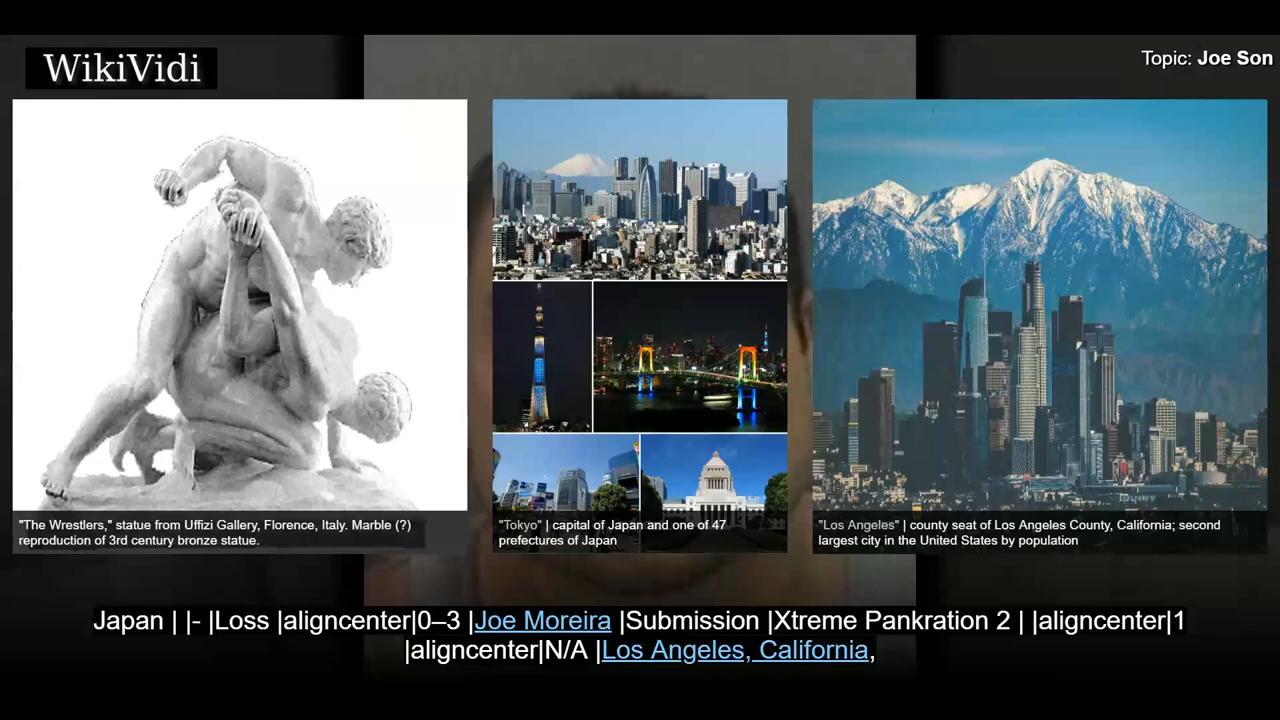 WikiVidi
Topic: Joe Son
"The Wrestlers," statue from Uffizi Gallery, Florence, Italy. Marble (?)
reproduction of 3rd century bronze statue.
"Tokyo" | capital of Japan and one of 47
prefectures of Japan
"Los Angeles" | county seat of Los Angeles County, California; second
largest city in the United States by population
Japan | |- |Loss |aligncenter|0–3 |Joe Moreira |Submission |Xtreme Pankration 2 | |aligncenter|1
|aligncenter|N/A |Los Angeles, California,